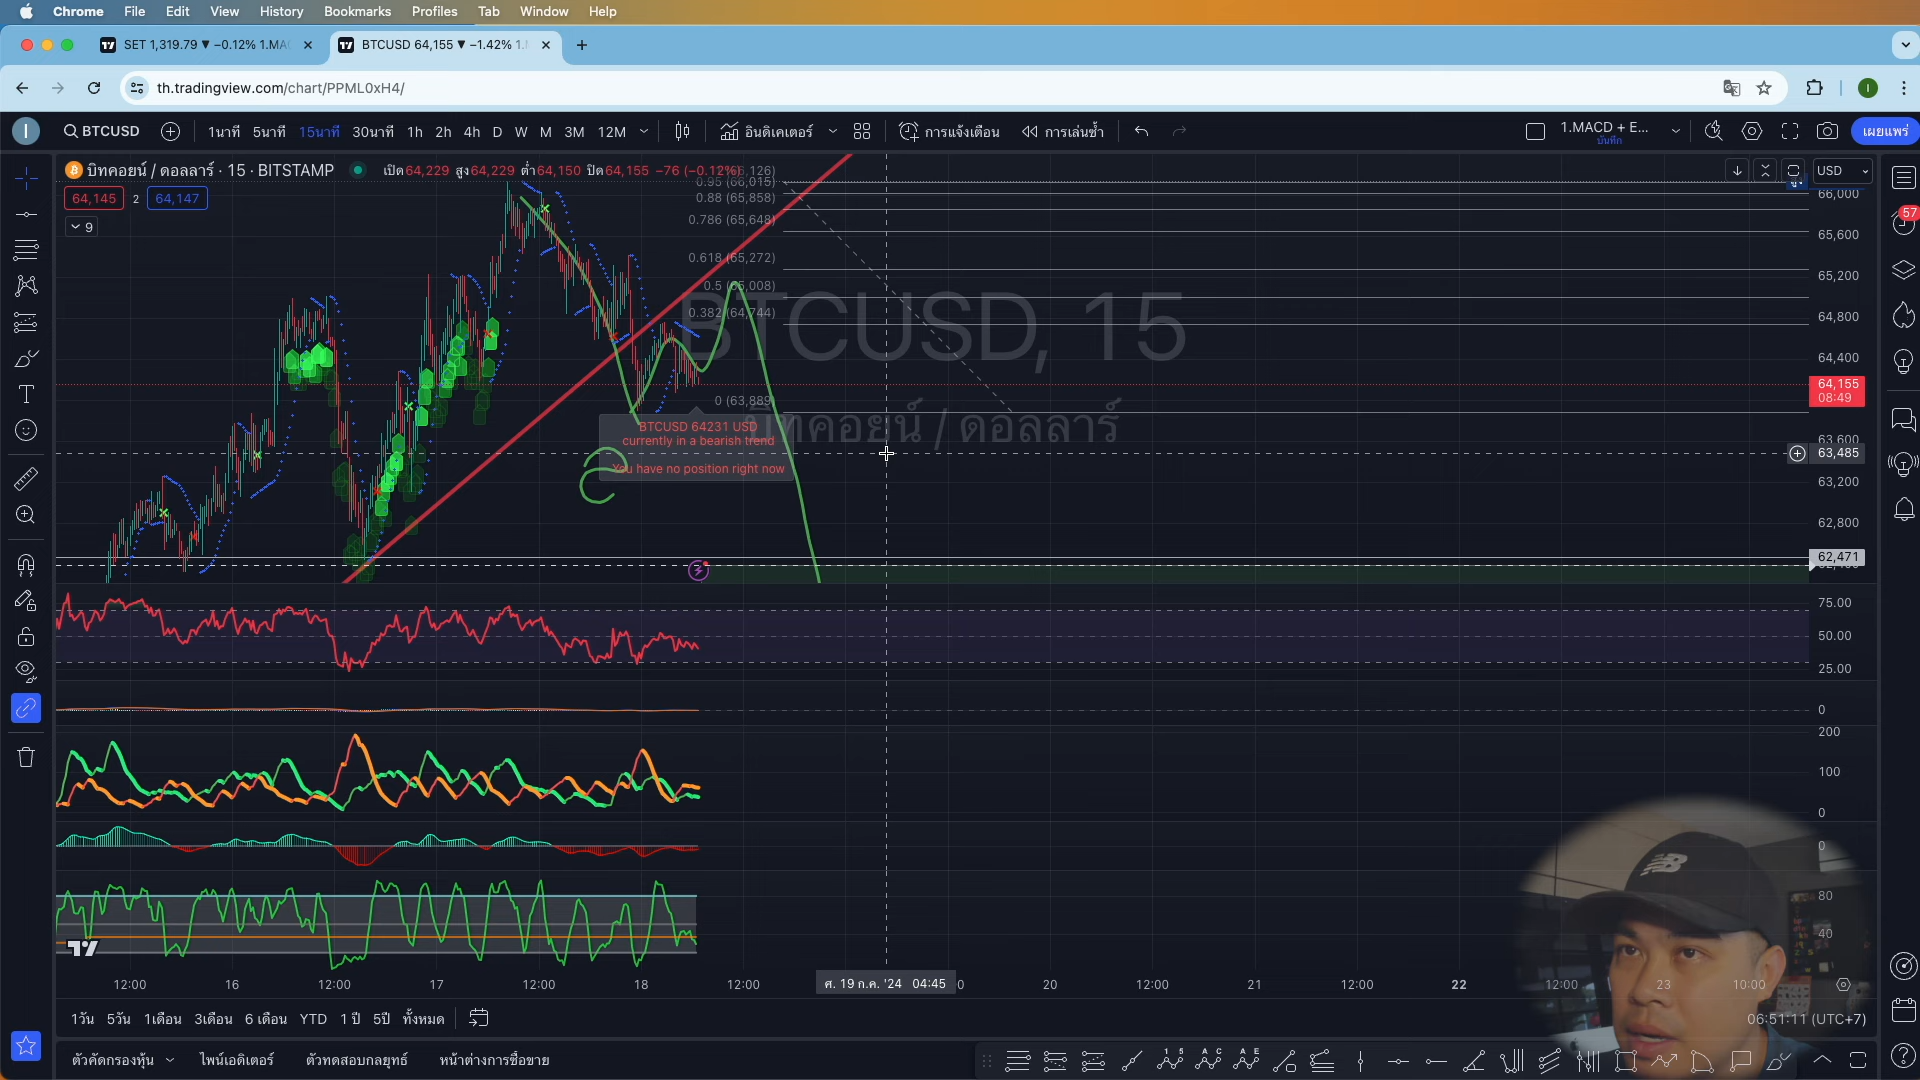 Chrome File Edit View History Bookmarks Profiles Tab Window Help
SET 1,319.79 ▼ −0.12% 1.MA
BTCUSD 64,155 ▼ −1.42% 1.
th.tradingview.com/chart/PPML0xH4/
I
I BTCUSD 1นาที 5นาที 15นาที 30นาที 1h 2h 4h D W M 3M 12M อินดิเคเตอร์ การแจ้งเตือน การเล่นซ้ำ 1.MACD + E... เผยแพร่
บันทึก
บิทคอยน์ / ดอลลาร์ · 15 · BITSTAMP เปิด64,229 สูง64,229 ต่ำ64,150 ปิด64,155 −76 (−0.12%) USD
64,145 2 64,147
9
0.95 (66,015)
0.88 (65,858)
0.786 (65,648)
0.618 (65,272)
0.5 (65,008)
0.382 (64,744)
0 (63,889)
BTCUSD, 15
บิทคอยน์ / ดอลลาร์
BTCUSD 64231 USD
currently in a bearish trend
You have no position right now
66,000
65,600
65,200
64,800
64,400
64,155
08:49
63,600
63,485
63,200
62,800
62,471
75.00
50.00
25.00
0
200
100
0
0
80
40
57
12:00 16 12:00 17 12:00 18 12:00 ศ. 19 ก.ค. '24 04:45 20 12:00 21 12:00 22 12:00 23 10:00
1วัน 5วัน 1เดือน 3เดือน 6 เดือน YTD 1 ปี 5ปี ทั้งหมด 06:51:11 (UTC+7)
ตัวคัดกรองหุ้น ไพน์เอดิเตอร์ ตัวทดสอบกลยุทธ์ หน้าต่างการซื้อขาย